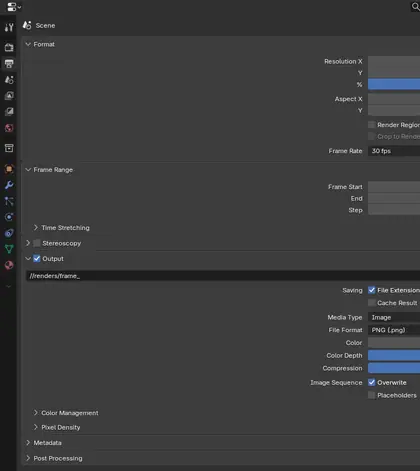 Scene
Format
Resolution X
Y
%
Aspect X
Y
Render Region
Crop to Render
Frame Rate 30 fps
Frame Range
Frame Start
End
Step
Time Stretching
Stereoscopy
Output
//renders/frame_
Saving File Extension
Cache Result
Media Type Image
File Format PNG (.png)
Color
Color Depth
Compression
Image Sequence Overwrite
Placeholders
Color Management
Pixel Density
Metadata
Post Processing